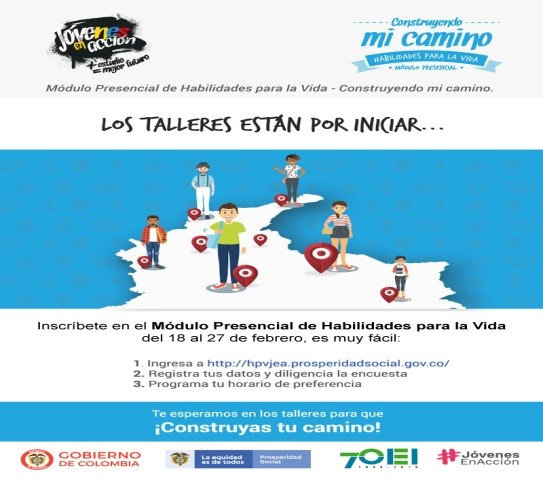 Jóvenes
en acción
+ estudio
= mejor futuro
Construyendo
mi camino
HABILIDADES PARA LA VIDA
• MÓDULO PRESENCIAL •
Módulo Presencial de Habilidades para la Vida - Construyendo mi camino.
LOS TALLERES ESTÁN POR INICIAR...
Inscríbete en el Módulo Presencial de Habilidades para la Vida
del 18 al 27 de febrero, es muy fácil:
1. Ingresa a http://hpvjea.prosperidadsocial.gov.co/
2. Registra tus datos y diligencia la encuesta
3. Programa tu horario de preferencia
Te esperamos en los talleres para que
¡Construyas tu camino!
GOBIERNO
DE COLOMBIA
La equidad
es de todos
Prosperidad
Social
70 OEI
1949 - 2019
#Jóvenes
EnAcción